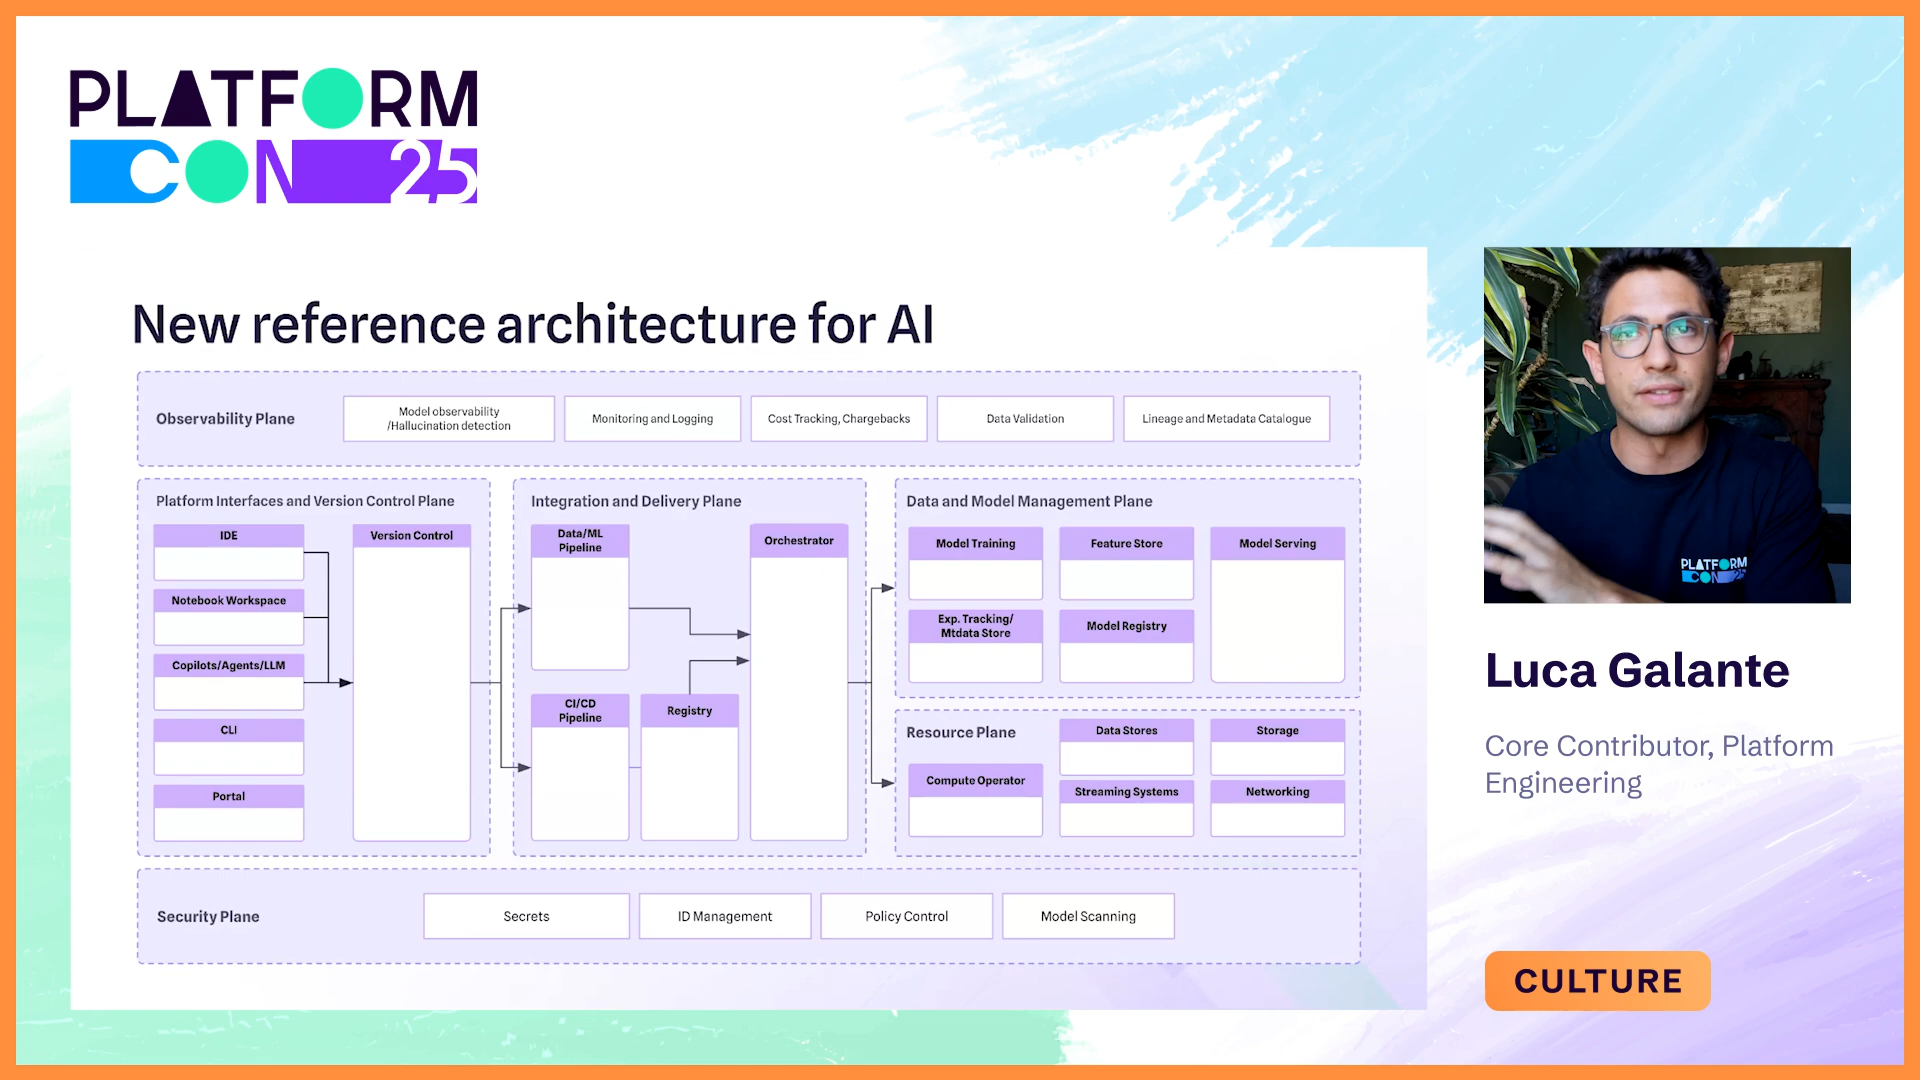 PLATFORM
CON 25
New reference architecture for AI
Observability Plane
Model observability
/Hallucination detection
Monitoring and Logging
Cost Tracking, Chargebacks
Data Validation
Lineage and Metadata Catalogue
Platform Interfaces and Version Control Plane
IDE
Notebook Workspace
Copilots/Agents/LLM
CLI
Portal
Version Control
Integration and Delivery Plane
Data/ML
Pipeline
CI/CD
Pipeline
Registry
Orchestrator
Data and Model Management Plane
Model Training
Feature Store
Model Serving
Exp. Tracking/
Mtdata Store
Model Registry
Resource Plane
Compute Operator
Data Stores
Storage
Streaming Systems
Networking
Security Plane
Secrets
ID Management
Policy Control
Model Scanning
PLATFORM
CON 25
Luca Galante
Core Contributor, Platform
Engineering
CULTURE